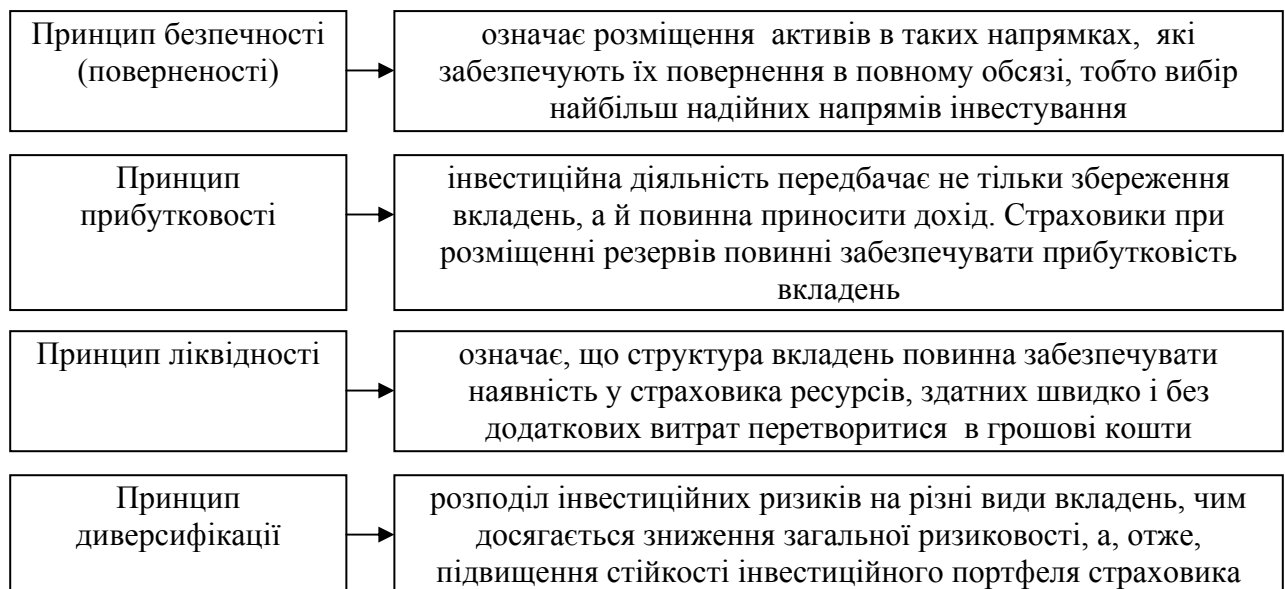 Принцип безпечності
(поверненості)
означає розміщення активів в таких напрямках, які
забезпечують їх повернення в повному обсязі, тобто вибір
найбільш надійних напрямів інвестування
Принцип
прибутковості
інвестиційна діяльність передбачає не тільки збереження
вкладень, а й повинна приносити дохід. Страховики при
розміщенні резервів повинні забезпечувати прибутковість
вкладень
Принцип ліквідності
означає, що структура вкладень повинна забезпечувати
наявність у страховика ресурсів, здатних швидко і без
додаткових витрат перетворитися в грошові кошти
Принцип
диверсифікації
розподіл інвестиційних ризиків на різні види вкладень, чим
досягається зниження загальної ризиковості, а, отже,
підвищення стійкості інвестиційного портфеля страховика